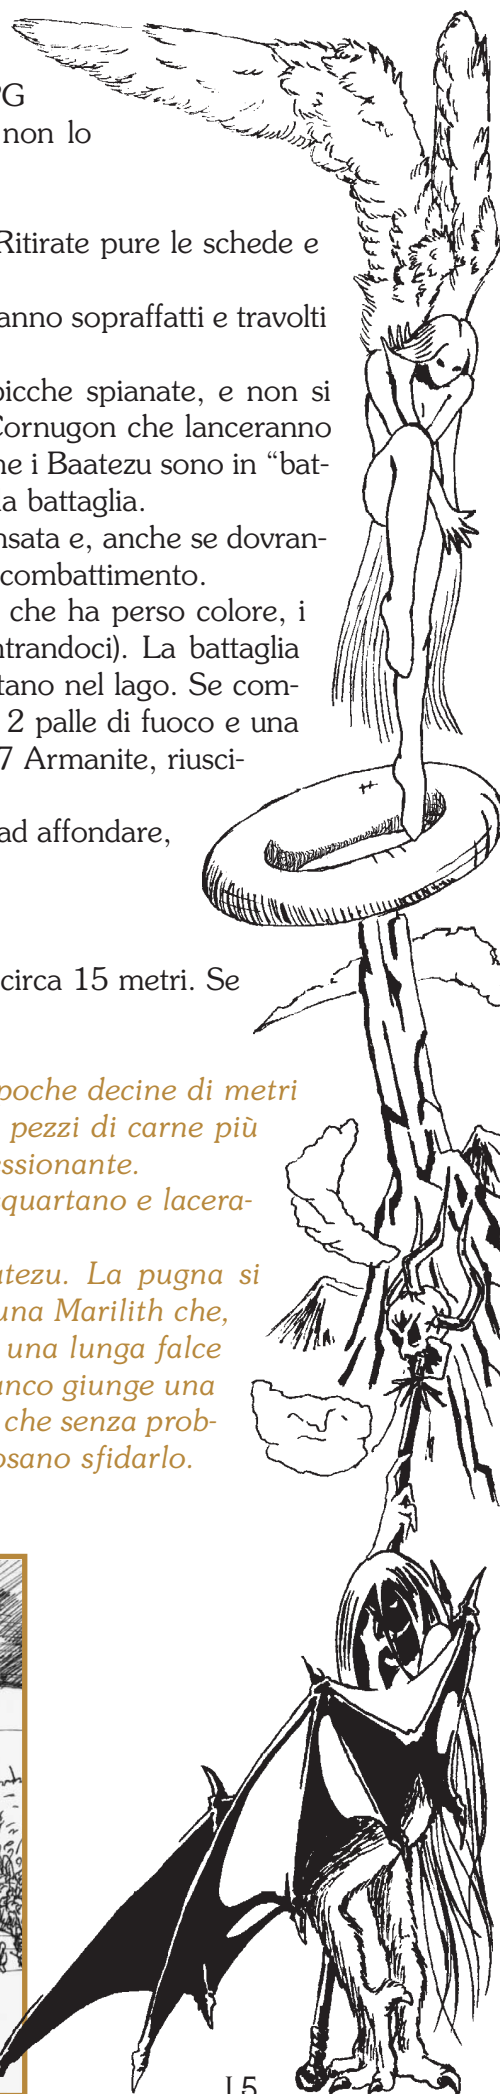 PG
non lo
Ritirate pure le schede e
anno sopraffatti e travolti
picche spianate, e non si
Cornugon che lanceranno
ne i Baatezu sono in “bat-
la battaglia.
nsata e, anche se dovran-
combattimento.
che ha perso colore, i
ntrandoci). La battaglia
tano nel lago. Se com-
2 palle di fuoco e una
7 Armanite, riusci-
ad affondare,
circa 15 metri. Se
poche decine di metri
pezzi di carne più
essionante.
quartano e lacera-
atezu. La pugna si
una Marilith che,
una lunga falce
anco giunge una
che senza prob-
osano sfidarlo.
15